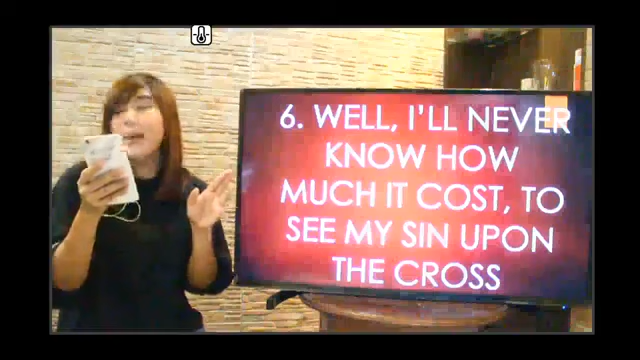 6. WELL, I'LL NEVER
KNOW HOW
MUCH IT COST, TO
SEE MY SIN UPON
THE CROSS